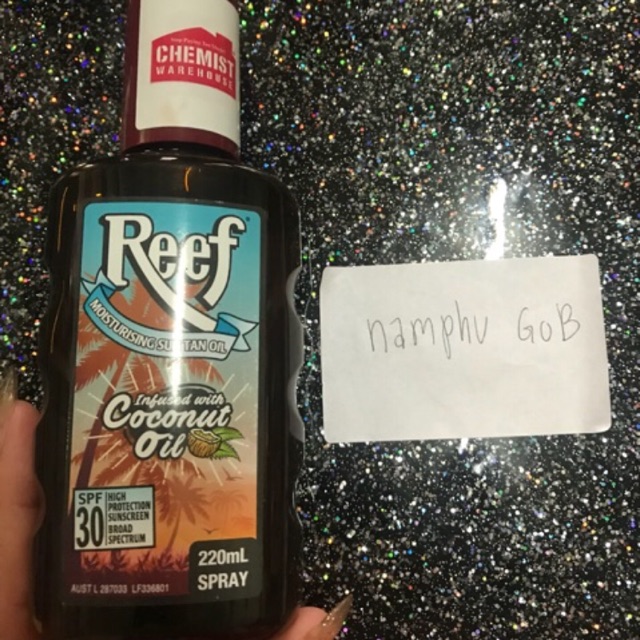 CHEMIST
WAREHOUSE
Reef
MOISTURISING SUNTAN OIL
Infused with
Coconut
Oil
SPF
30
HIGH
PROTECTION
SUNSCREEN
BROAD
SPECTRUM
220mL
SPRAY
AUST L 287033 LF336801
namphu GoB